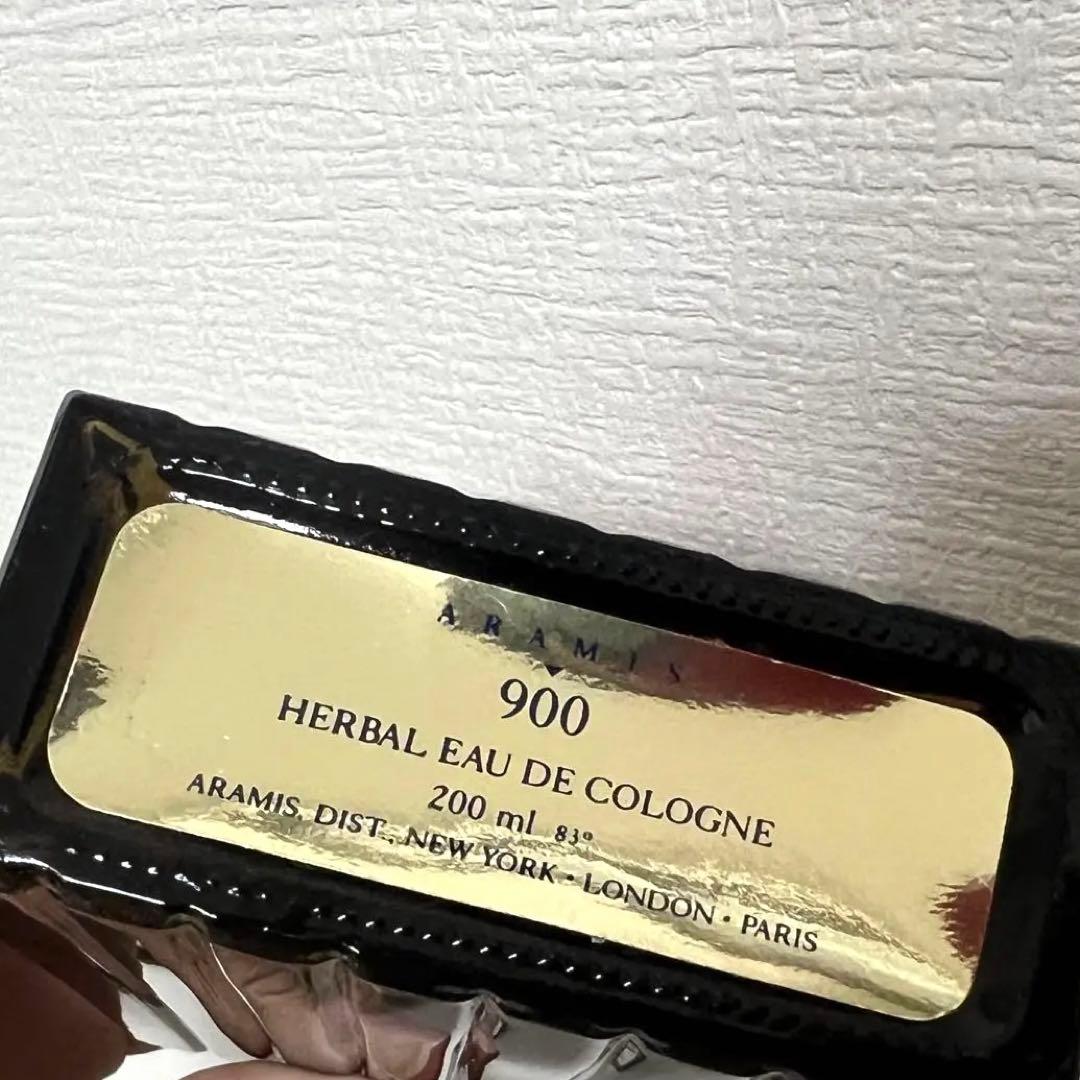 ARAMIS
900
HERBAL EAU DE COLOGNE
200 ml 83°
ARAMIS, DIST., NEW YORK • LONDON • PARIS